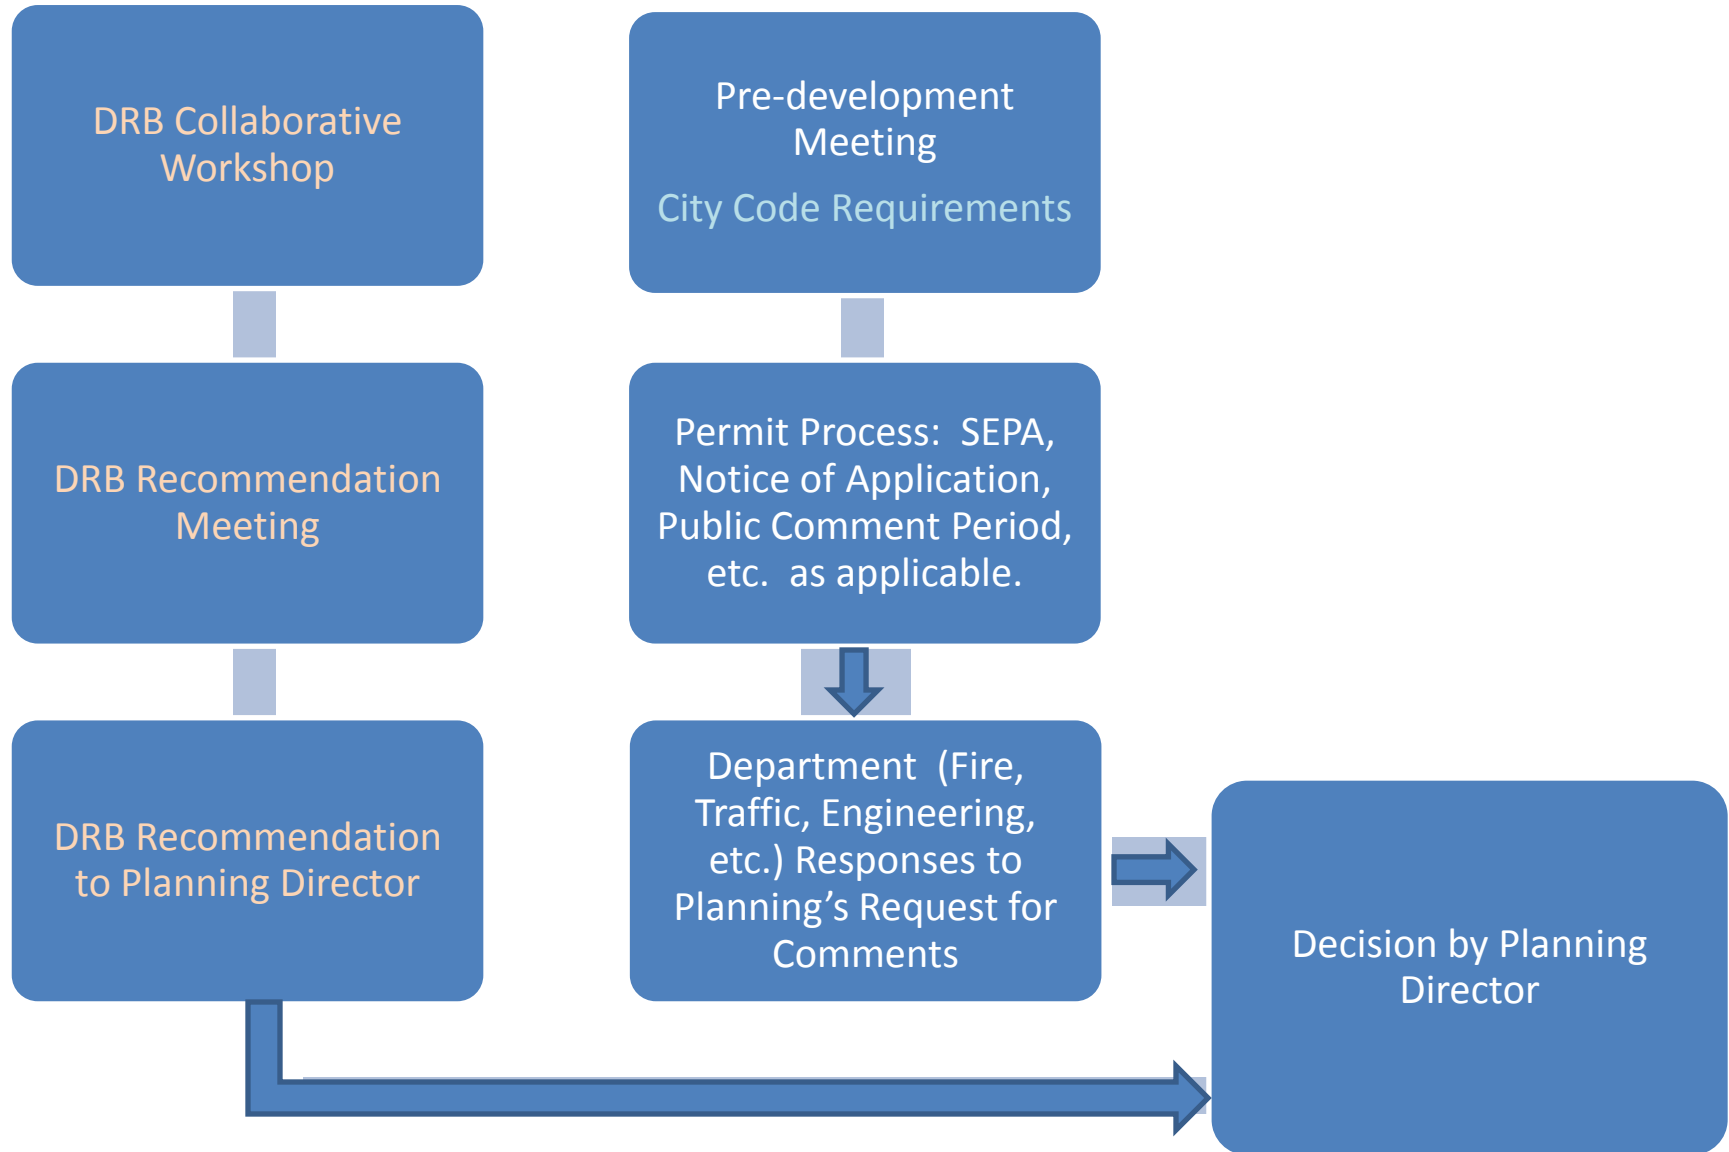 DRB Collaborative
Workshop
DRB Recommendation
Meeting
DRB Recommendation
to Planning Director
Pre-development
Meeting
City Code Requirements
Permit Process:  SEPA,
Notice of Application,
Public Comment Period,
etc.  as applicable.
Department  (Fire,
Traffic, Engineering,
etc.) Responses to
Planning’s Request for
Comments
Decision by Planning
Director